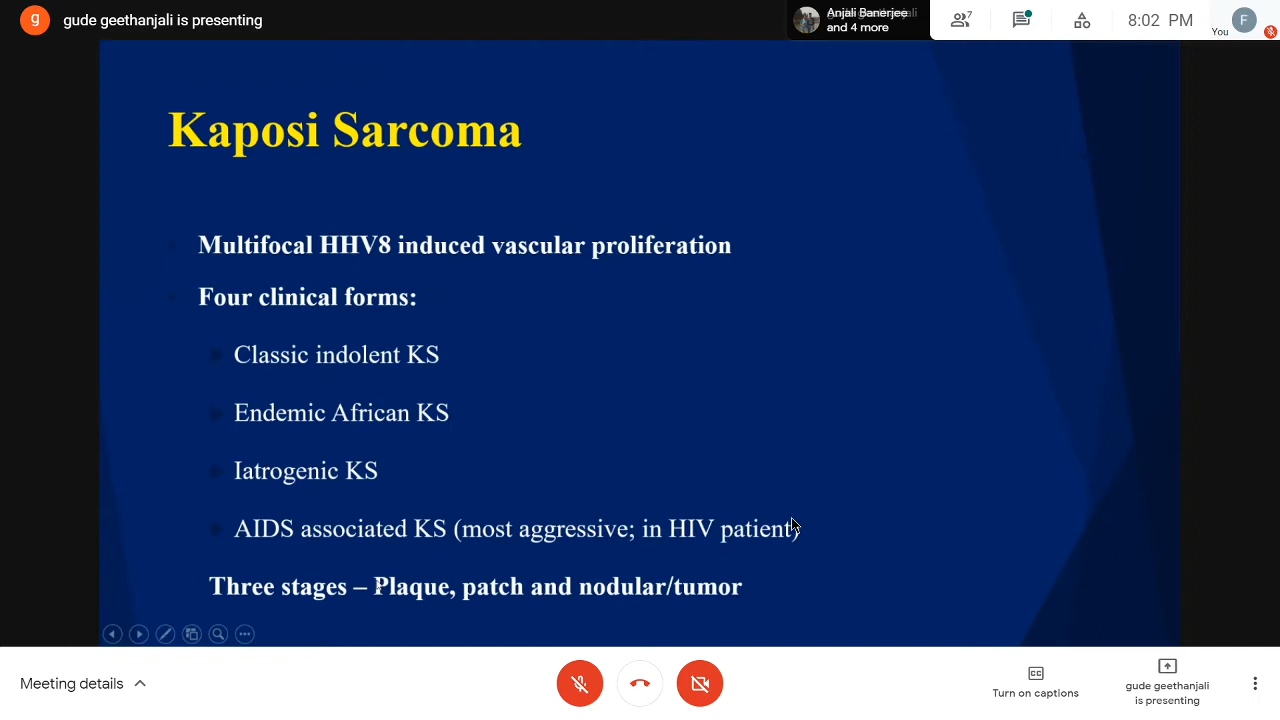 g
gude geethanjali is presenting
Anjali Banerjee
and 4 more
7
8:02 PM
You
F
Kaposi Sarcoma
Multifocal HHV8 induced vascular proliferation
Four clinical forms:
Classic indolent KS
Endemic African KS
Iatrogenic KS
AIDS associated KS (most aggressive; in HIV patient)
Three stages – Plaque, patch and nodular/tumor
Meeting details
CC
Turn on captions
gude geethanjali
is presenting